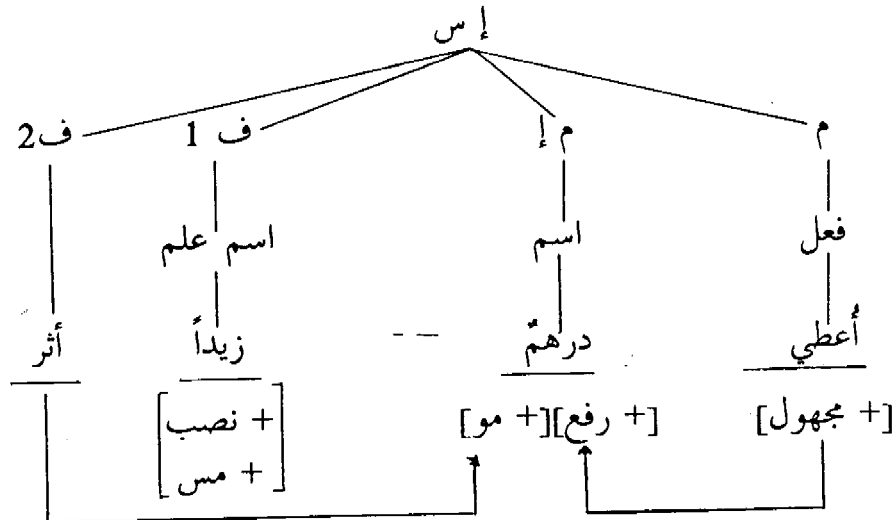 إ س
م م إ ف 1 ف2
فعل اسم اسم علم
أُعطي درهمٌ زيداً أثر
[+ مجهول] [+ رفع][+ مو] [+ نصب
+ مس]